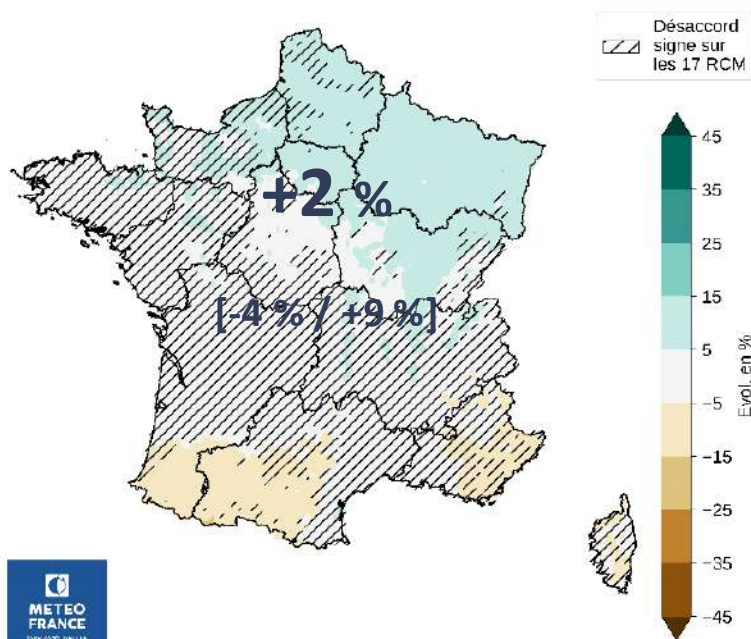 Désaccord
signe sur
les 17 RCM
+2 %
[-4 % / +9 %]
45
35
25
15
5
−5
−15
−25
−35
−45
Evol. en %
METEO
FRANCE